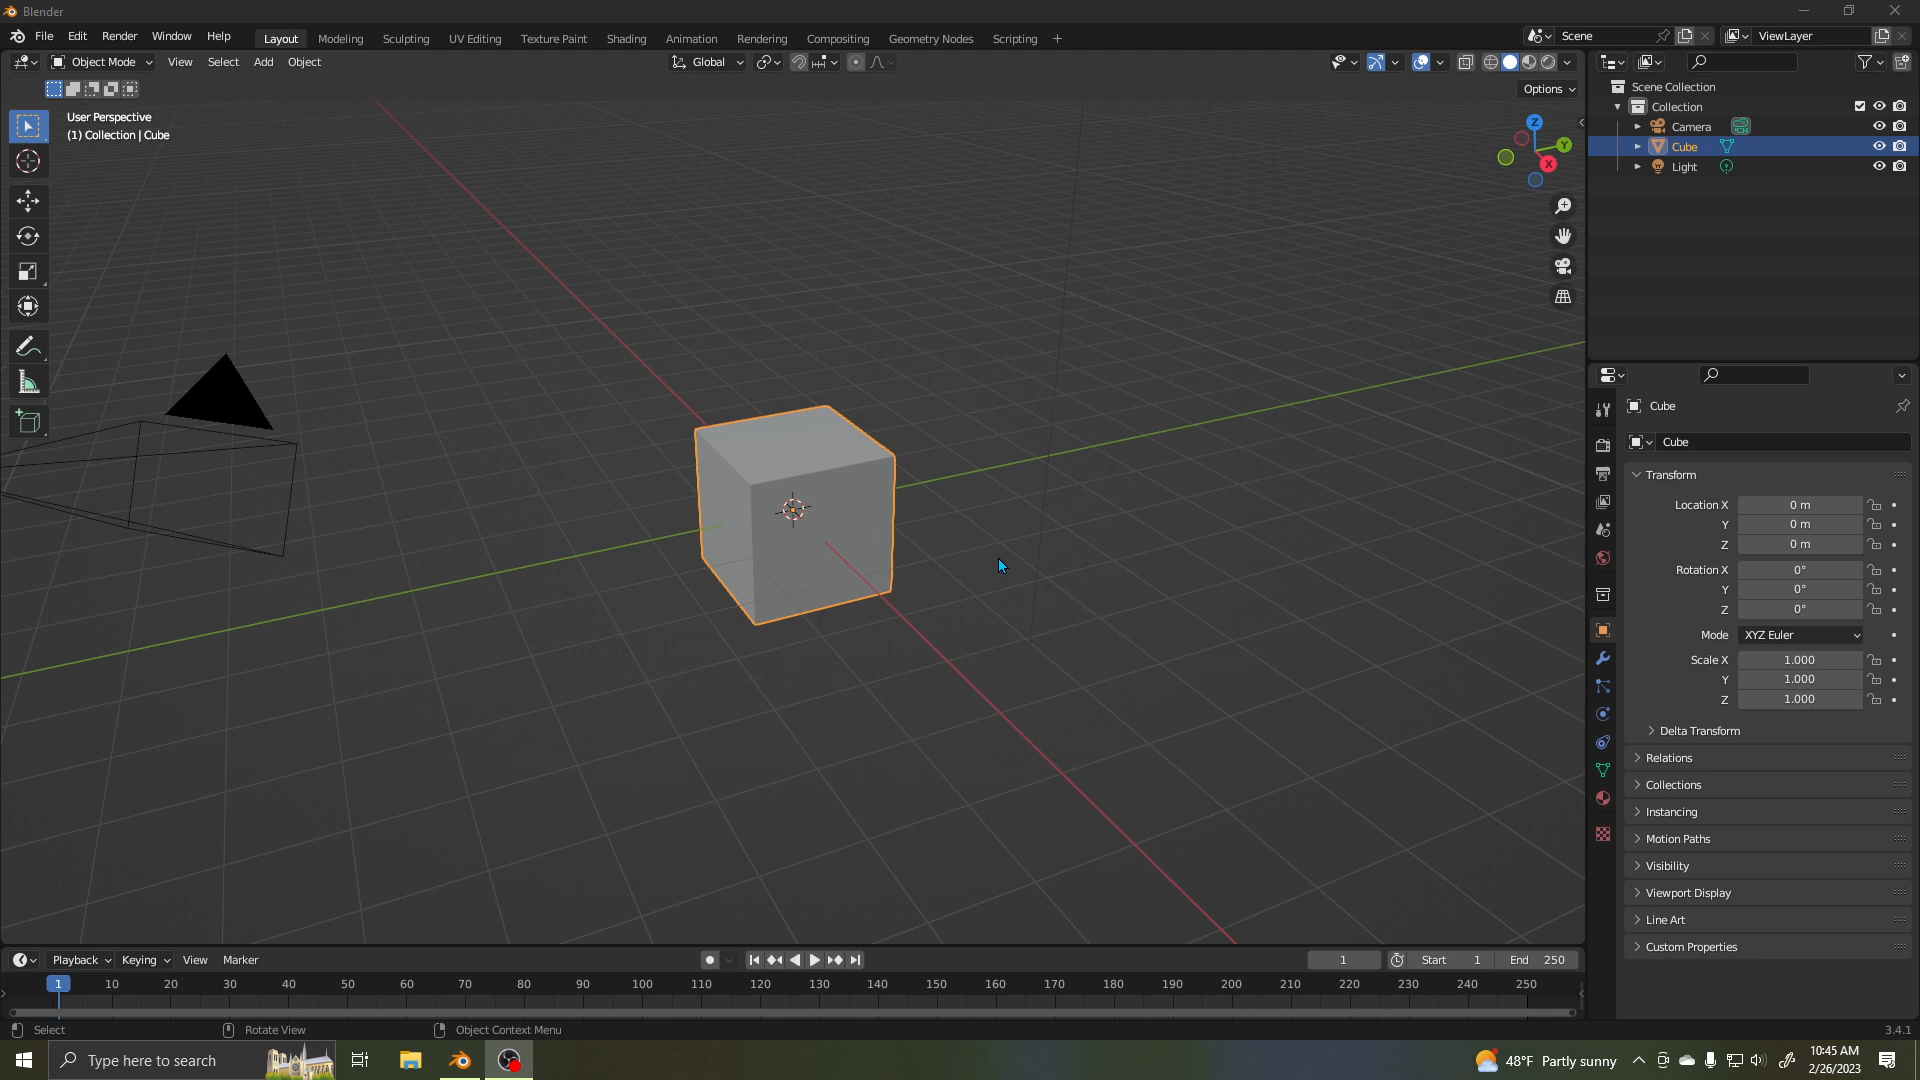 Blender
File Edit Render Window Help Layout Modeling Sculpting UV Editing Texture Paint Shading Animation Rendering Compositing Geometry Nodes Scripting + Scene ViewLayer
Object Mode View Select Add Object Global
Options
User Perspective
(1) Collection | Cube
Z
Y
X
Scene Collection
Collection
Camera
Cube
Light
Cube
Cube
Transform
Location X 0 m
Y 0 m
Z 0 m
Rotation X 0°
Y 0°
Z 0°
Mode XYZ Euler
Scale X 1.000
Y 1.000
Z 1.000
Delta Transform
Relations
Collections
Instancing
Motion Paths
Visibility
Viewport Display
Line Art
Custom Properties
Playback Keying View Marker 1 Start 1 End 250
1 10 20 30 40 50 60 70 80 90 100 110 120 130 140 150 160 170 180 190 200 210 220 230 240 250
Select Rotate View Object Context Menu 3.4.1
Type here to search 48°F Partly sunny 10:45 AM
2/26/2023